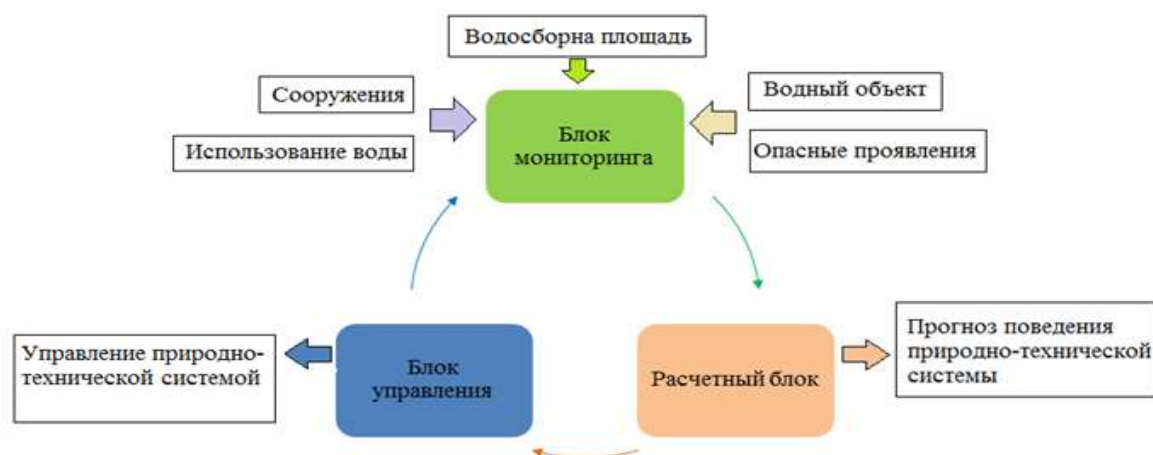 Водосборна площадь
Сооружения
Водный объект
Блок
мониторинга
Использование воды
Опасные проявления
Управление природно-
технической системой
Блок
управления
Расчетный блок
Прогноз поведения
природно-технической
системы